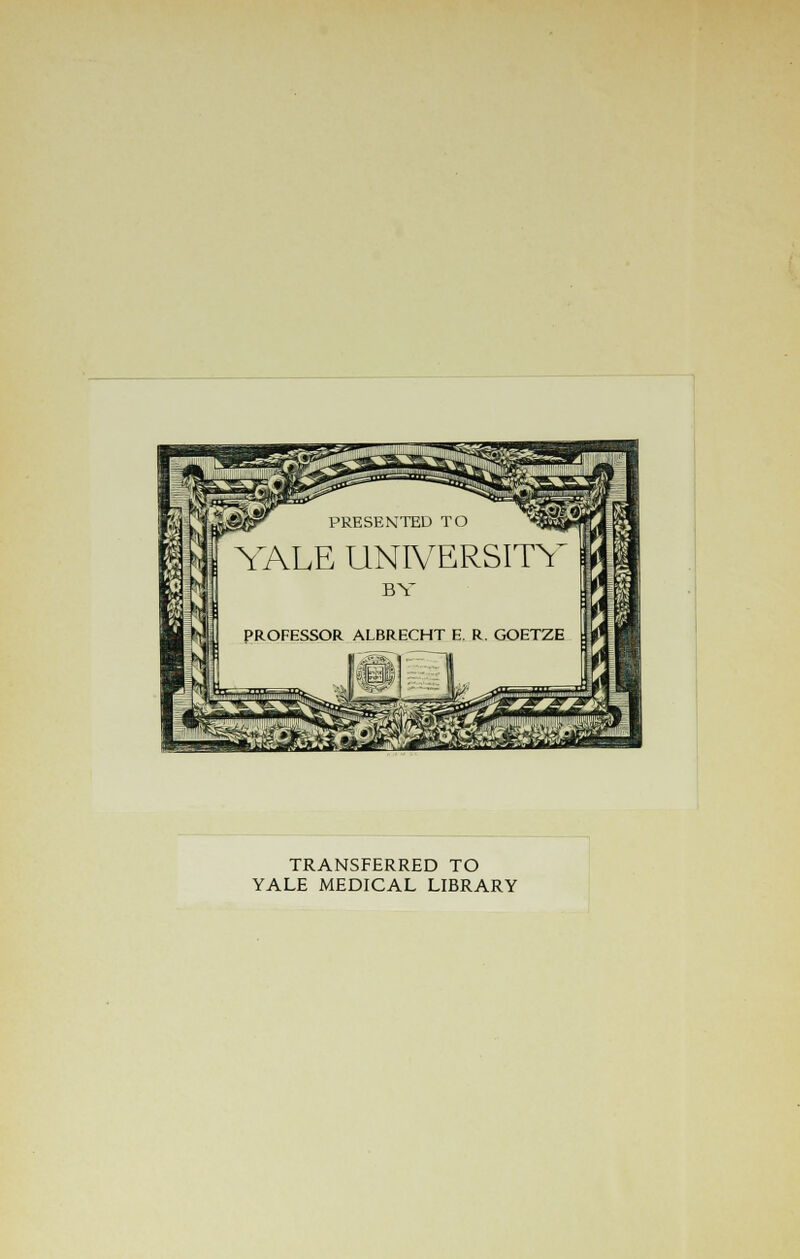 PRESENTED TO
YALE UNIVERSITY
BY
PROFESSOR ALBRECHT E. R. GOETZE
TRANSFERRED TO
YALE MEDICAL LIBRARY